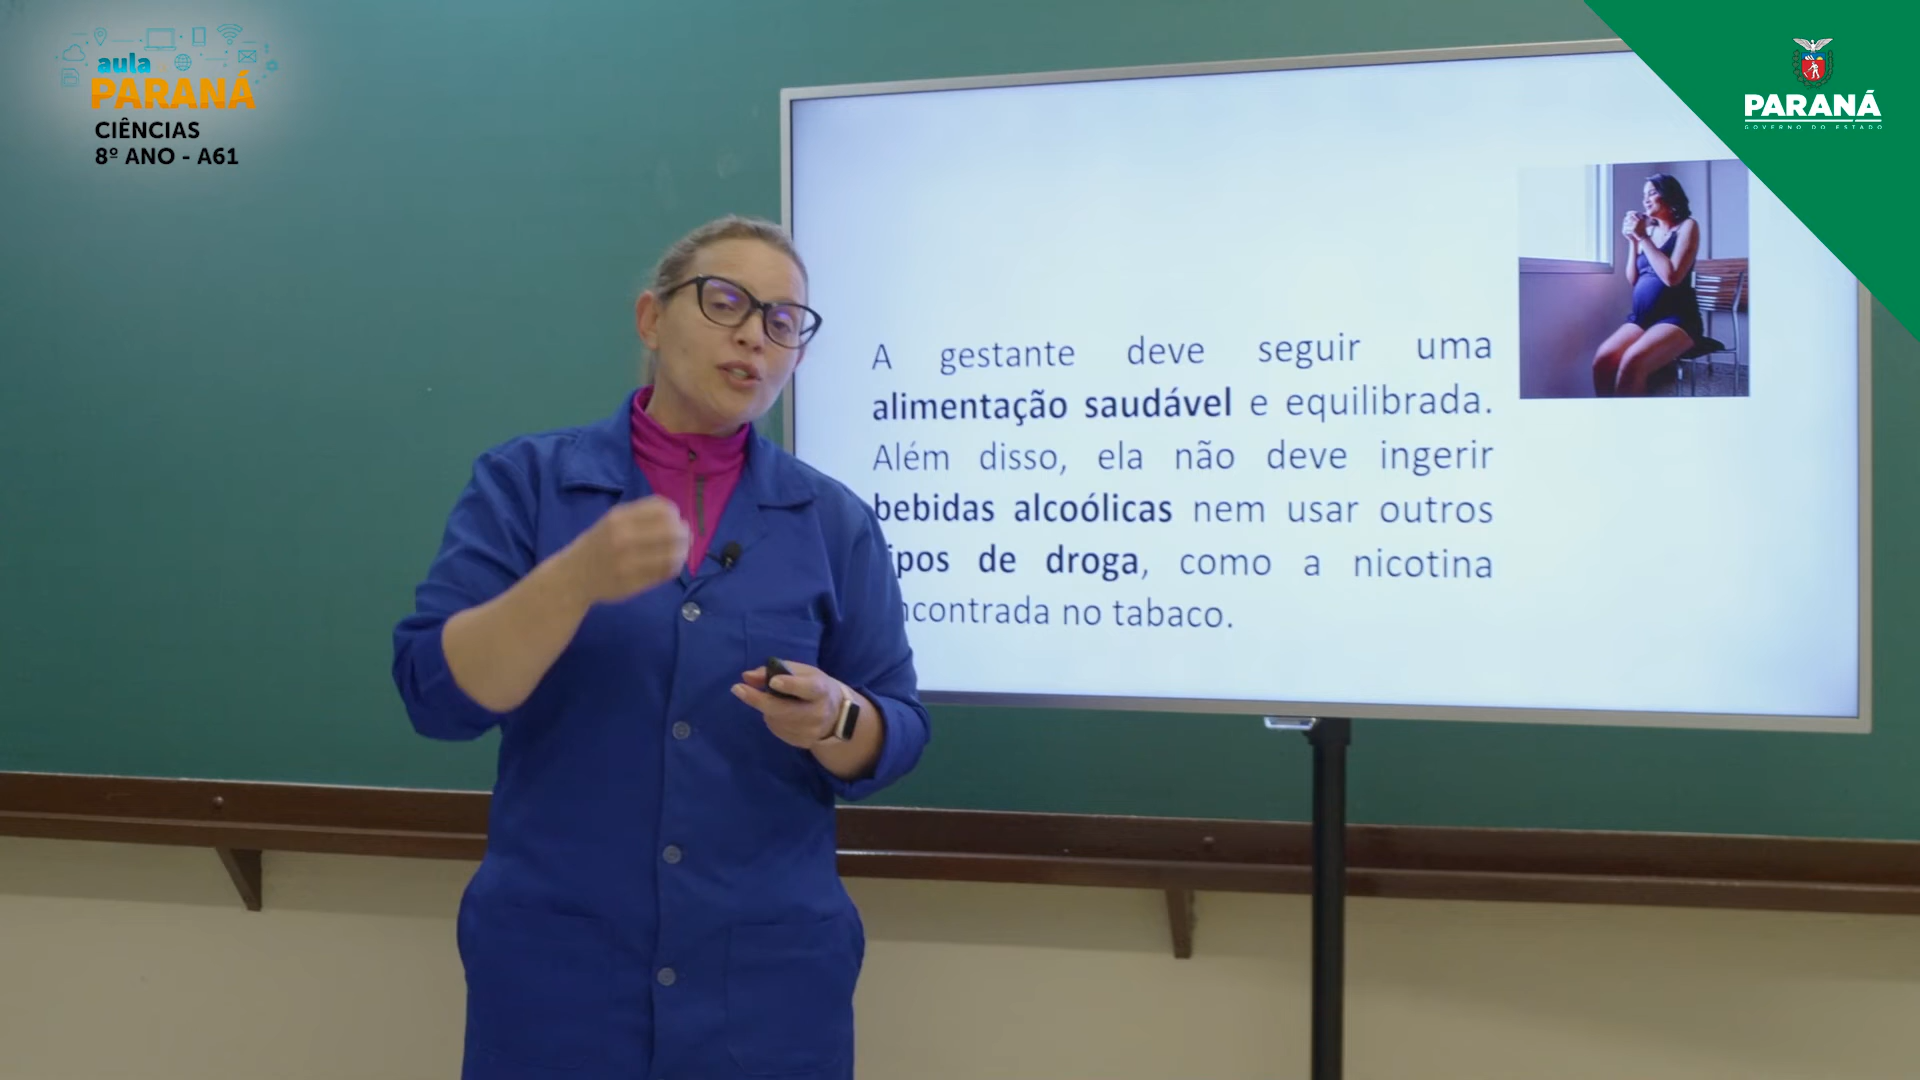 aula
PARANÁ
CIÊNCIAS
8º ANO - A61
PARANÁ
GOVERNO DO ESTADO
A gestante deve seguir uma
alimentação saudável e equilibrada.
Além disso, ela não deve ingerir
bebidas alcoólicas nem usar outros
ipos de droga, como a nicotina
ncontrada no tabaco.